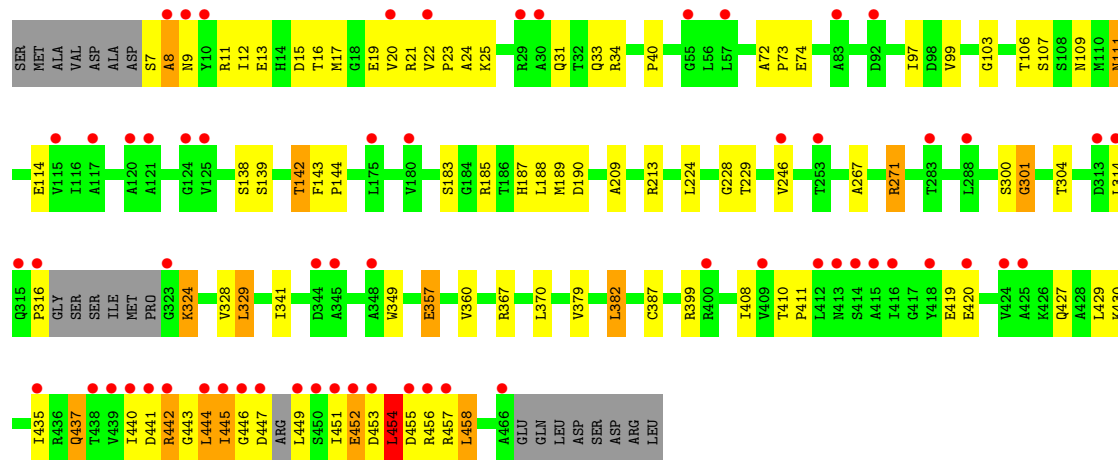 SER MET ALA VAL ASP ALA ASP S7 A8 N9 Y10 R11 I12 E13 H14 D15 T16 M17 G18 E19 V20 R21 V22 P23 A24 K25 R29 A30 Q31 T32 Q33 R34 P40 G55 L56 L57 A72 P73 E74 A83 D92 I97 D98 V99 G103 T106 S107 S108 N109 M110 N111
E114 V115 I116 A117 A120 A121 G124 V125 S138 S139 T142 F143 P144 L175 V180 S183 G184 R185 T186 H187 L188 M189 D190 A209 R213 L224 G228 T229 V246 T253 A267 R271 T283 L288 S300 G301 T304 D313 L314
Q315 P316 GLY SER SER ILE MET PRO G323 K324 V328 L329 I341 D344 A345 A348 W349 E357 V360 R367 L370 V379 L382 C387 R399 R400 I408 V409 T410 P411 L412 N413 S414 A415 I416 G417 Y418 E419 E420 V424 A425 K426 Q427 A428 L429 K430
I435 R436 Q437 T438 V439 I440 D441 R442 G443 L444 I445 G446 D447 ARG L449 S450 I451 E452 D453 L454 D455 R456 R457 L458 A466 GLU GLN LEU ASP SER ASP ARG LEU